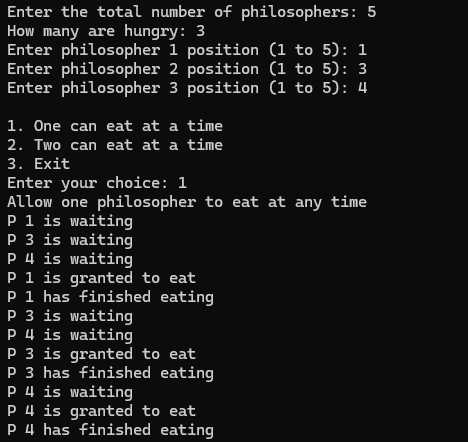 Enter the total number of philosophers: 5
How many are hungry: 3
Enter philosopher 1 position (1 to 5): 1
Enter philosopher 2 position (1 to 5): 3
Enter philosopher 3 position (1 to 5): 4

1. One can eat at a time
2. Two can eat at a time
3. Exit
Enter your choice: 1
Allow one philosopher to eat at any time
P 1 is waiting
P 3 is waiting
P 4 is waiting
P 1 is granted to eat
P 1 has finished eating
P 3 is waiting
P 4 is waiting
P 3 is granted to eat
P 3 has finished eating
P 4 is waiting
P 4 is granted to eat
P 4 has finished eating